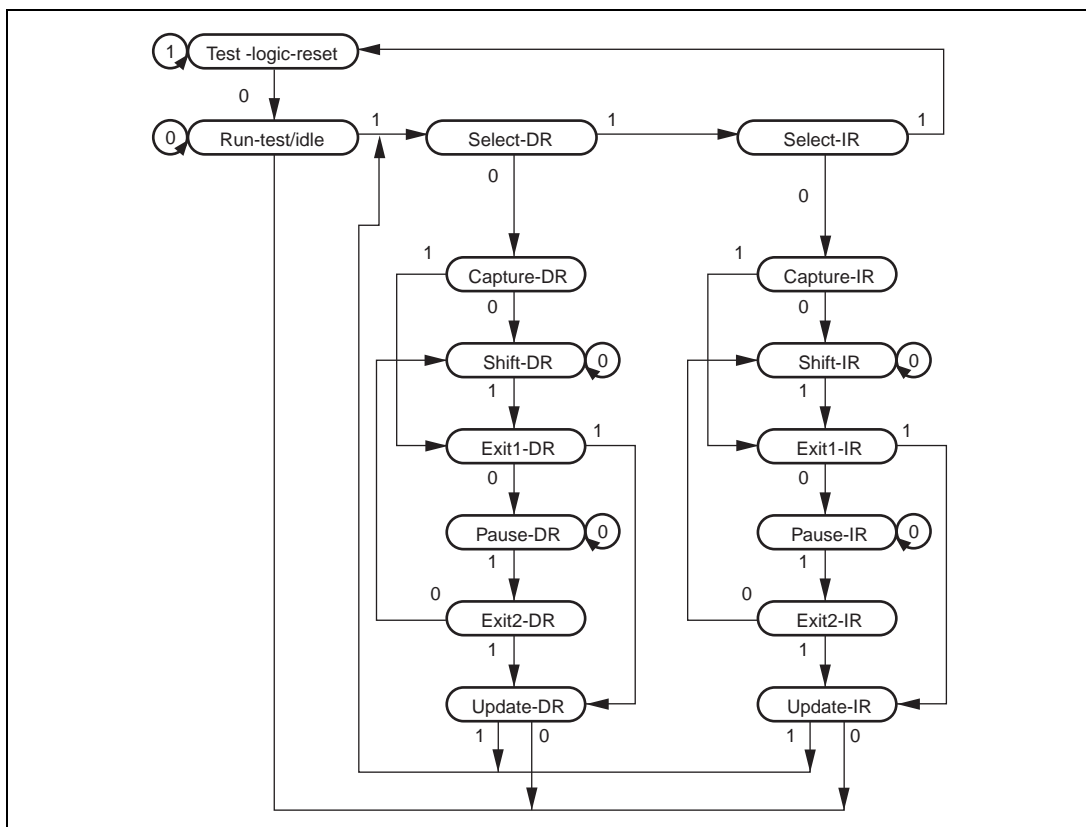 1 Test -logic-reset
0
0 Run-test/idle 1 Select-DR 1 Select-IR 1
0 0
1 Capture-DR 1 Capture-IR
0 0
Shift-DR 0 Shift-IR 0
1 1
Exit1-DR 1 Exit1-IR 1
0 0
Pause-DR 0 Pause-IR 0
1 1
0 Exit2-DR 0 Exit2-IR
1 1
Update-DR Update-IR
1 0 1 0